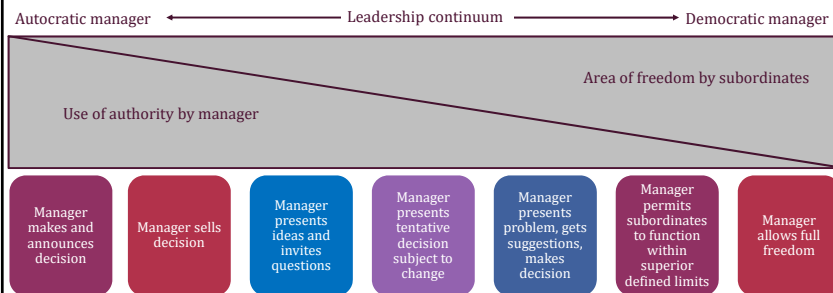 Autocratic manager
Leadership continuum
Democratic manager
Area of freedom by subordinates
Use of authority by manager
Manager
makes and
announces
decision
Manager sells
decision
Manager
presents
ideas and
invites
questions
Manager
presents
tentative
decision
subject to
change
Manager
presents
problem, gets
suggestions,
makes
decision
Manager
permits
subordinates
to function
within
superior
defined limits
Manager
allows full
freedom